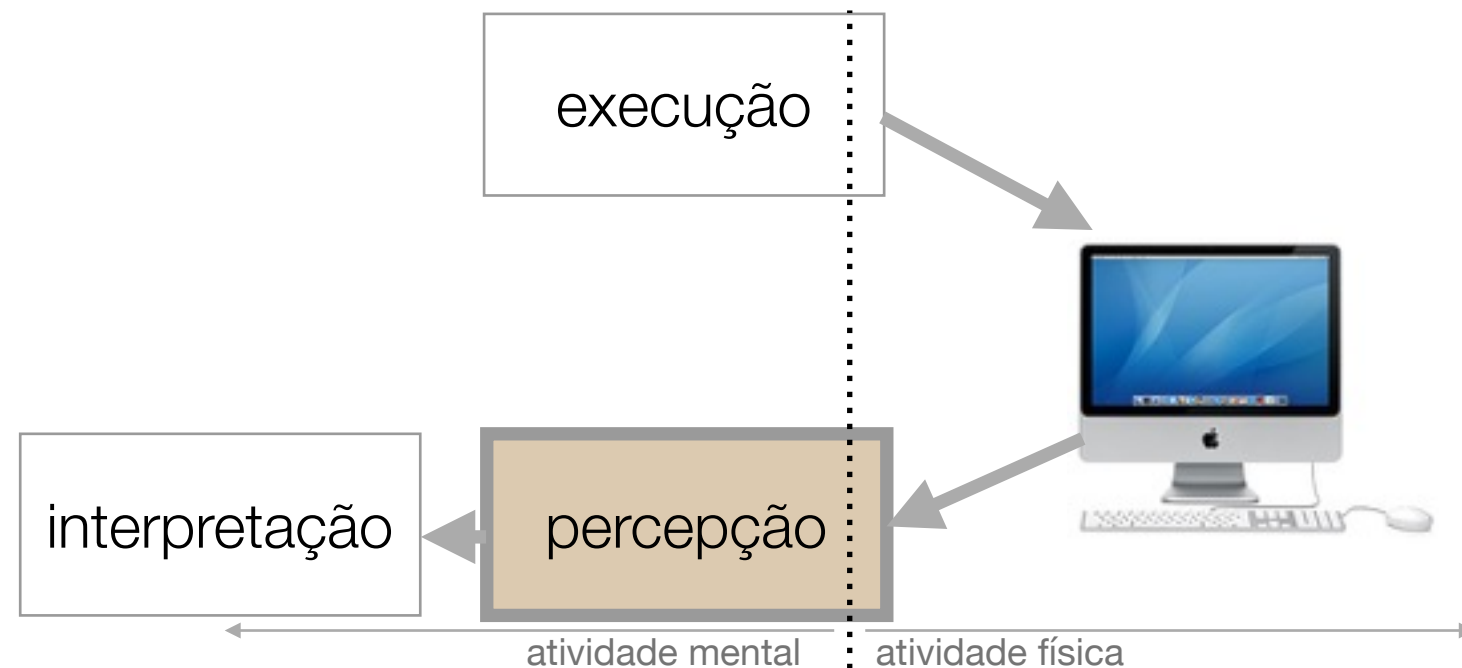 execução
interpretação
percepção
atividade mental
atividade física